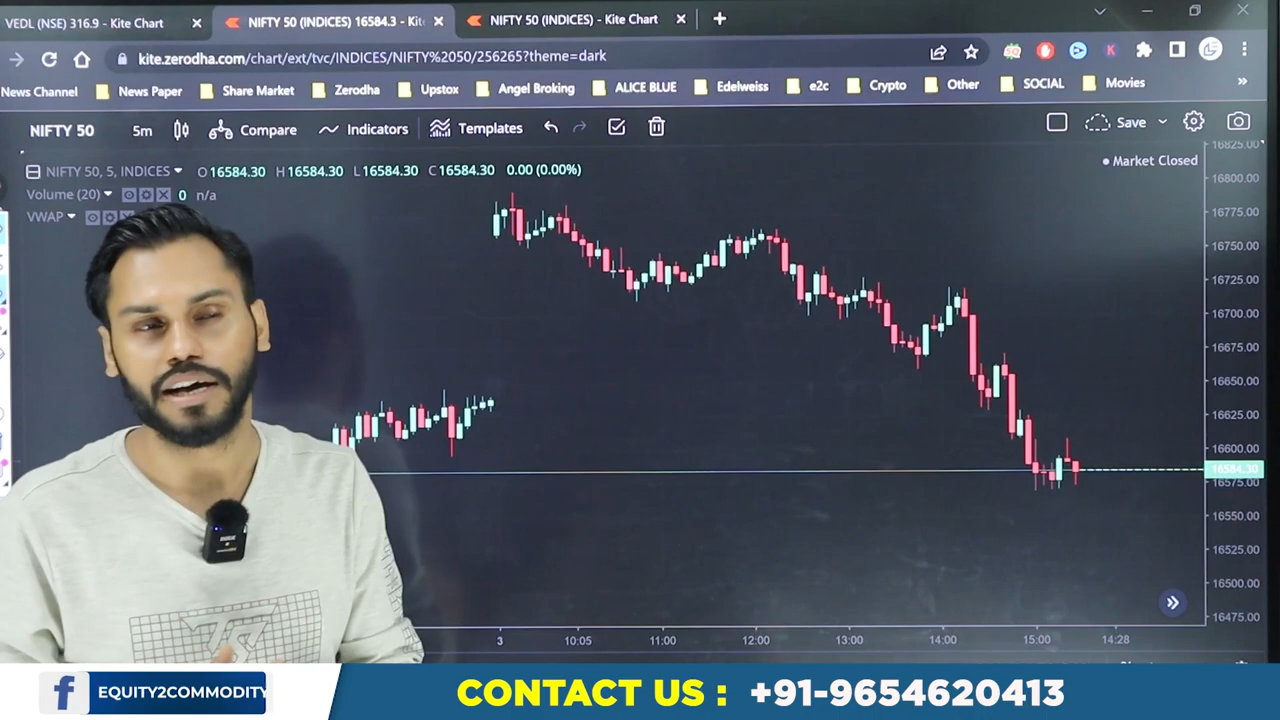 VEDL (NSE) 316.9 - Kite Chart
NIFTY 50 (INDICES) 16584.3 - Kit
NIFTY 50 (INDICES) - Kite Chart
kite.zerodha.com/chart/ext/tvc/INDICES/NIFTY%2050/256265?theme=dark
News Channel News Paper Share Market Zerodha Upstox Angel Broking ALICE BLUE Edelweiss e2c Crypto Other SOCIAL Movies
NIFTY 50 5m Compare Indicators Templates Save
NIFTY 50, 5, INDICES O 16584.30 H 16584.30 L 16584.30 C 16584.30 0.00 (0.00%)
Market Closed
Volume (20) 0 n/a
VWAP
16825.00
16800.00
16775.00
16750.00
16725.00
16700.00
16675.00
16650.00
16625.00
16600.00
16584.30
16575.00
16550.00
16525.00
16500.00
16475.00
3 10:05 11:00 12:00 13:00 14:00 15:00 14:28
RODE
EQUITY2COMMODITY
CONTACT US : +91-9654620413